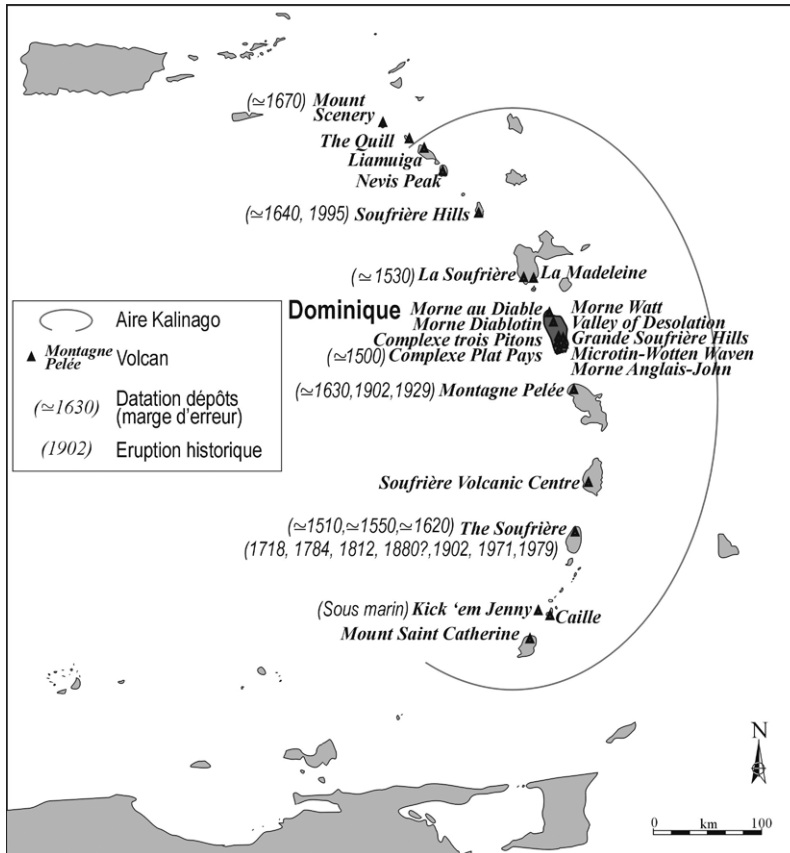 (≃1670) Mount
Scenery
The Quill
Liamuiga
Nevis Peak
(≃1640, 1995) Soufrière Hills
(≃1530) La Soufrière
La Madeleine
Dominique
Morne au Diable
Morne Diablotin
Complexe trois Pitons
(≃1500) Complexe Plat Pays
Morne Watt
Valley of Desolation
Grande Soufrière Hills
Microtin-Wotten Waven
Morne Anglais-John
(≃1630,1902,1929) Montagne Pelée
Soufrière Volcanic Centre
(≃1510,≃1550,≃1620) The Soufrière
(1718, 1784, 1812, 1880?,1902, 1971,1979)
(Sous marin) Kick ‘em Jenny
Caille
Mount Saint Catherine
Aire Kalinago
Montagne
Pelée
Volcan
(≃1630)
Datation dépôts
(marge d’erreur)
(1902)
Eruption historique
N
0 km 100